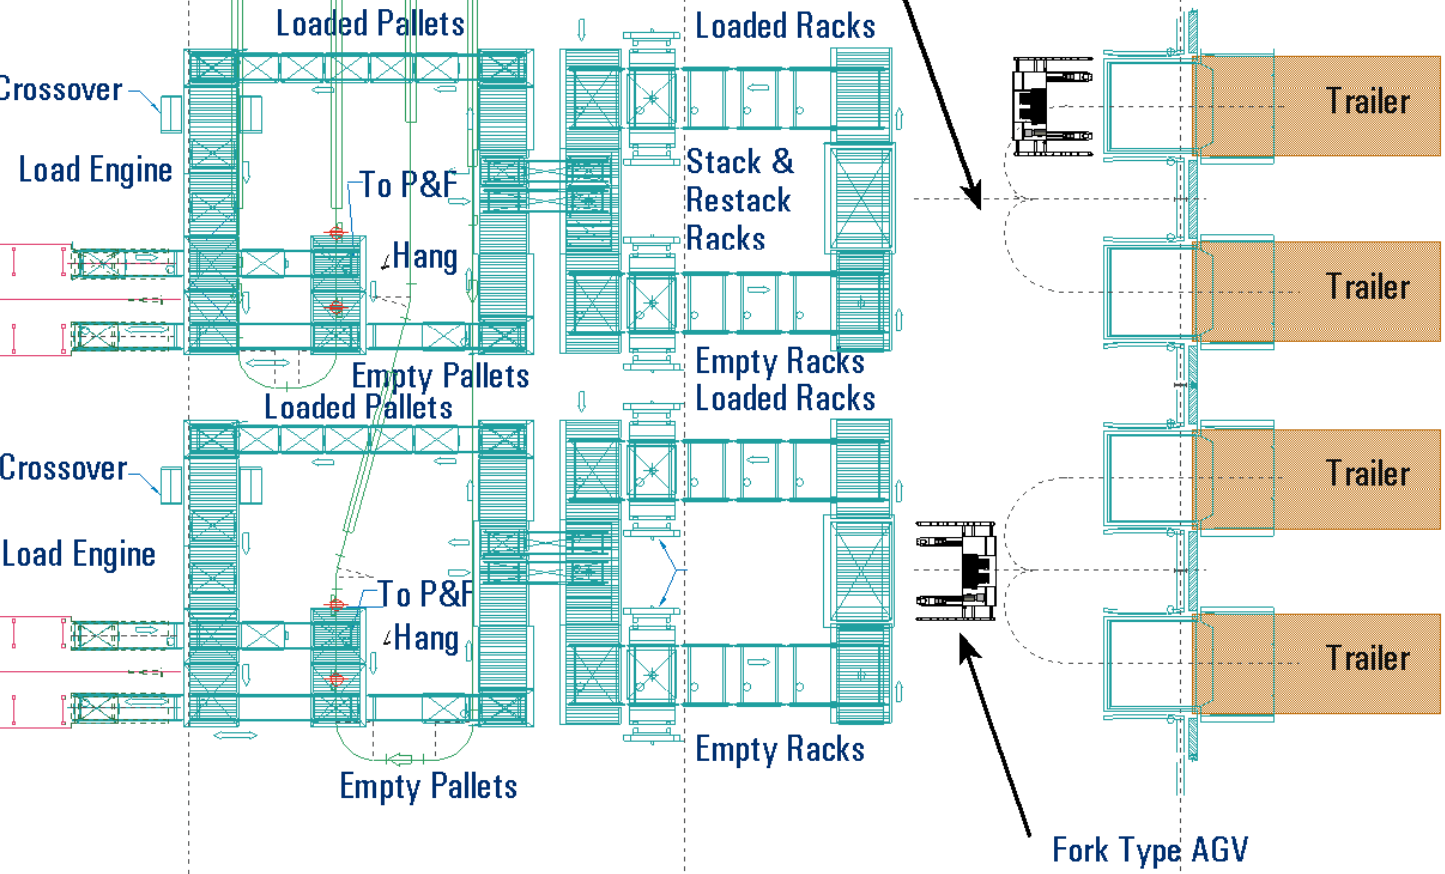 Loaded Pallets
Loaded Racks
Crossover
Trailer
Load Engine
To P&F
Stack &
Restack
Racks
Hang
Trailer
Empty Pallets
Empty Racks
Loaded Pallets
Loaded Racks
Crossover
Trailer
Load Engine
To P&F
Hang
Trailer
Empty Racks
Empty Pallets
Fork Type AGV